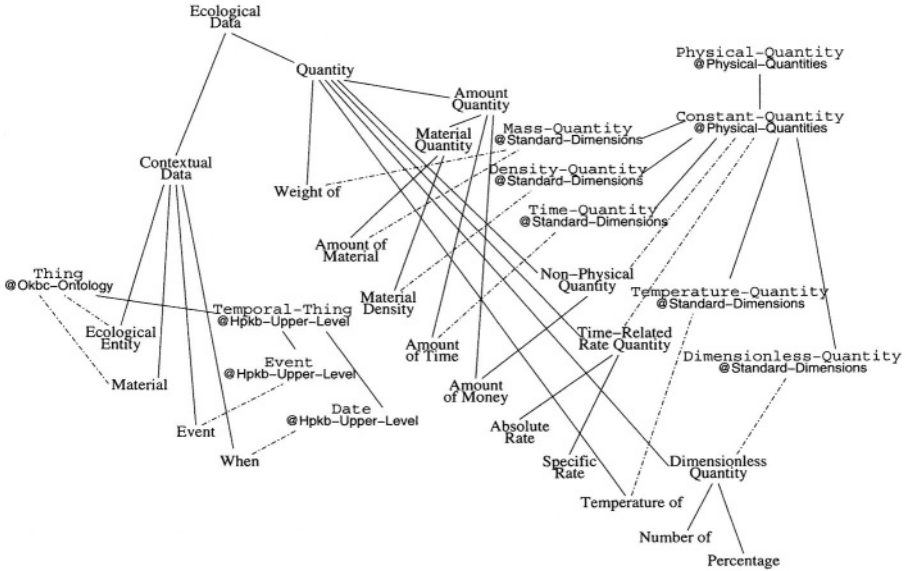 Ecological
Data
Quantity
Physical-Quantity
@Physical-Quantities
Amount
Quantity
Constant-Quantity
@Physical-Quantities
Mass-Quantity
@Standard-Dimensions
Material
Quantity
Contextual
Data
Density-Quantity
@Standard-Dimensions
Weight of
Time-Quantity
@Standard-Dimensions
Amount of
Material
Thing
@Okbc-Ontology
Non-Physical
Quantity
Temperature-Quantity
@Standard-Dimensions
Material
Density
Temporal-Thing
@Hpkb-Upper-Level
Ecological
Entity
Time-Related
Rate Quantity
Amount
of Time
Dimensionless-Quantity
@Standard-Dimensions
Event
@Hpkb-Upper-Level
Material
Amount
of Money
Date
@Hpkb-Upper-Level
Absolute
Rate
Event
When
Specific
Rate
Dimensionless
Quantity
Temperature of
Number of
Percentage